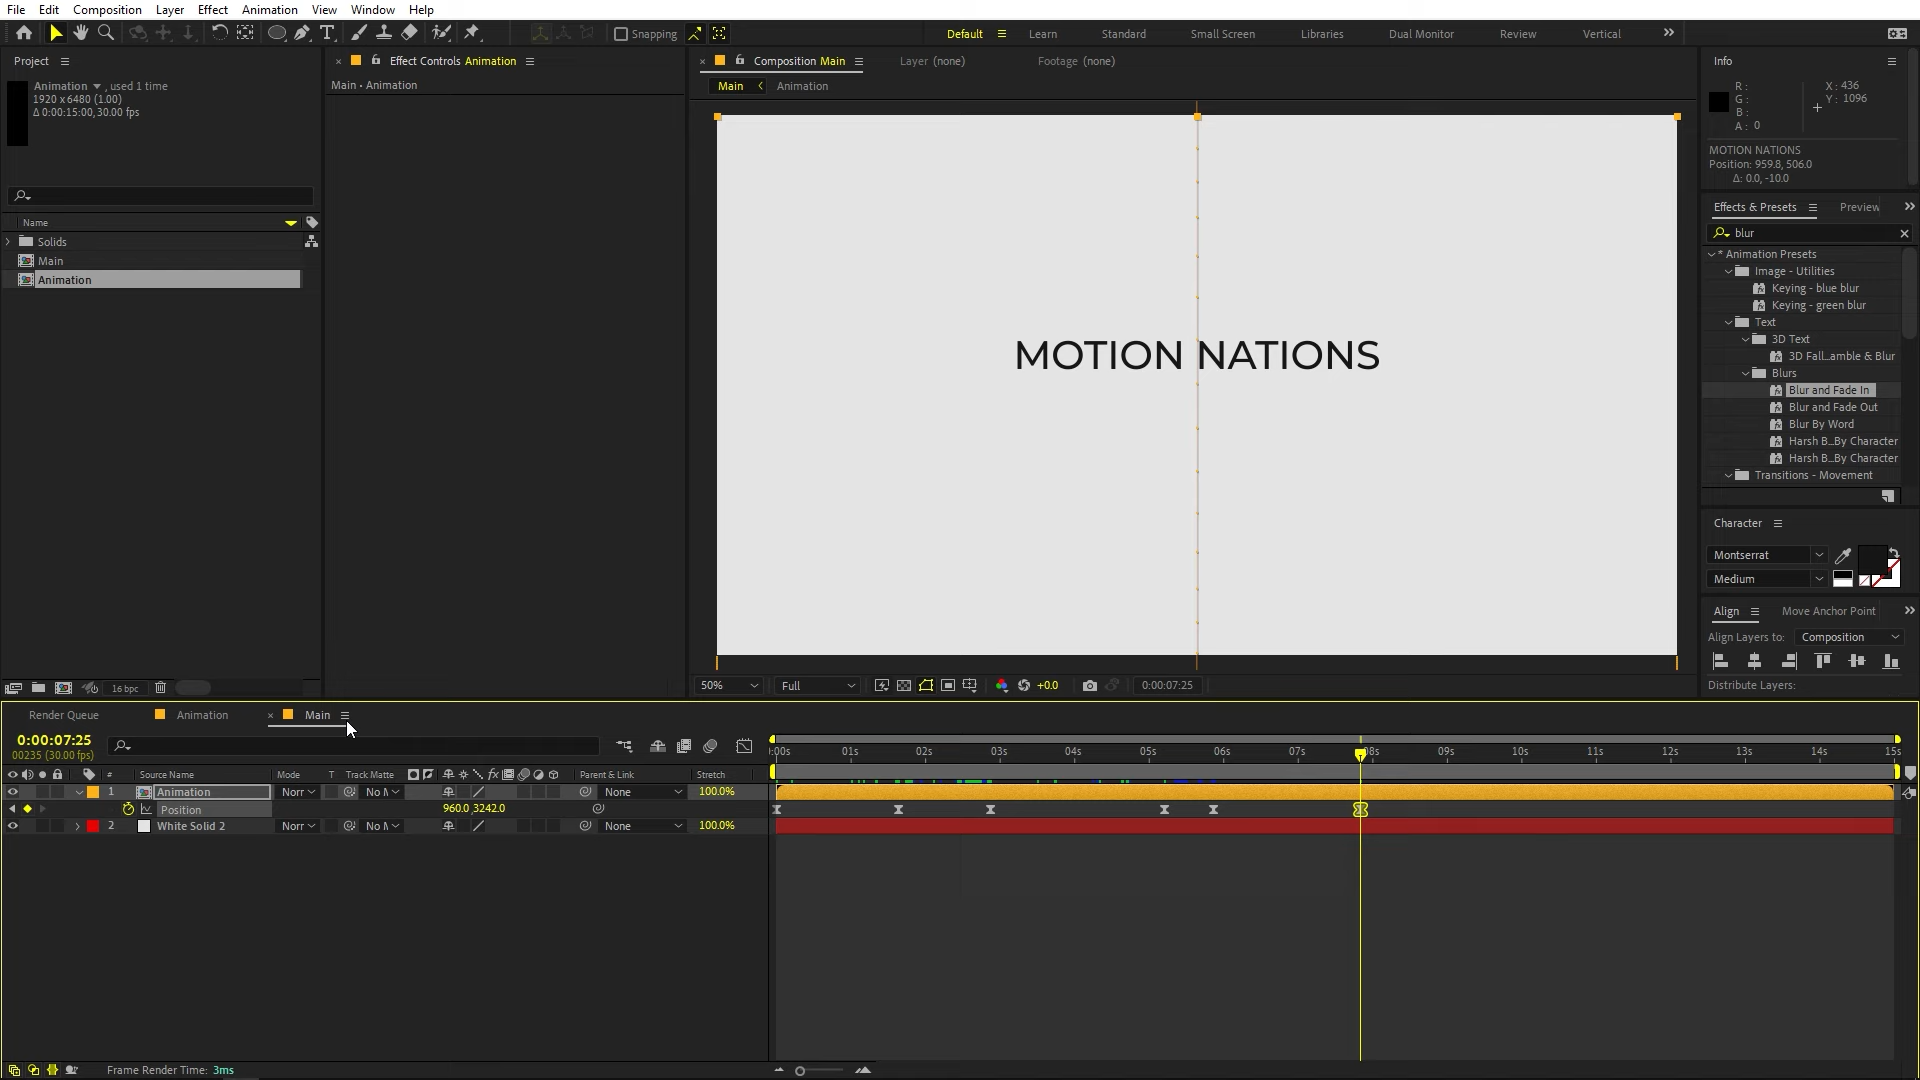 File Edit Composition Layer Effect Animation View Window Help
Snapping
Default Learn Standard Small Screen Libraries Dual Monitor Review Vertical
Project
Animation , used 1 time
1920 x 6480 (1.00)
Δ 0:00:15:00, 30.00 fps
Name
Solids
Main
Animation
16 bpc
Effect Controls Animation
Main • Animation
Composition Main Layer (none) Footage (none)
Main Animation
MOTION NATIONS
50% Full +0.0 0:00:07:25
Info
R :
G :
B :
A : 0
X : 436
Y : 1096
MOTION NATIONS
Position: 959.8, 506.0
Δ: 0.0, -10.0
Effects & Presets Preview
blur
* Animation Presets
Image - Utilities
Keying - blue blur
Keying - green blur
Text
3D Text
3D Fall...amble & Blur
Blurs
Blur and Fade In
Blur and Fade Out
Blur By Word
Harsh B...By Character
Harsh B...By Character
Transitions - Movement
Character
Montserrat
Medium
Align Move Anchor Point
Align Layers to: Composition
Distribute Layers:
Render Queue Animation Main
0:00:07:25
00235 (30.00 fps)
# Source Name Mode T Track Matte Parent & Link Stretch
1 Animation Norr No M None 100.0%
Position 960.0,3242.0
2 White Solid 2 Norr No M None 100.0%
:00s 01s 02s 03s 04s 05s 06s 07s 08s 09s 10s 11s 12s 13s 14s 15s
Frame Render Time: 3ms